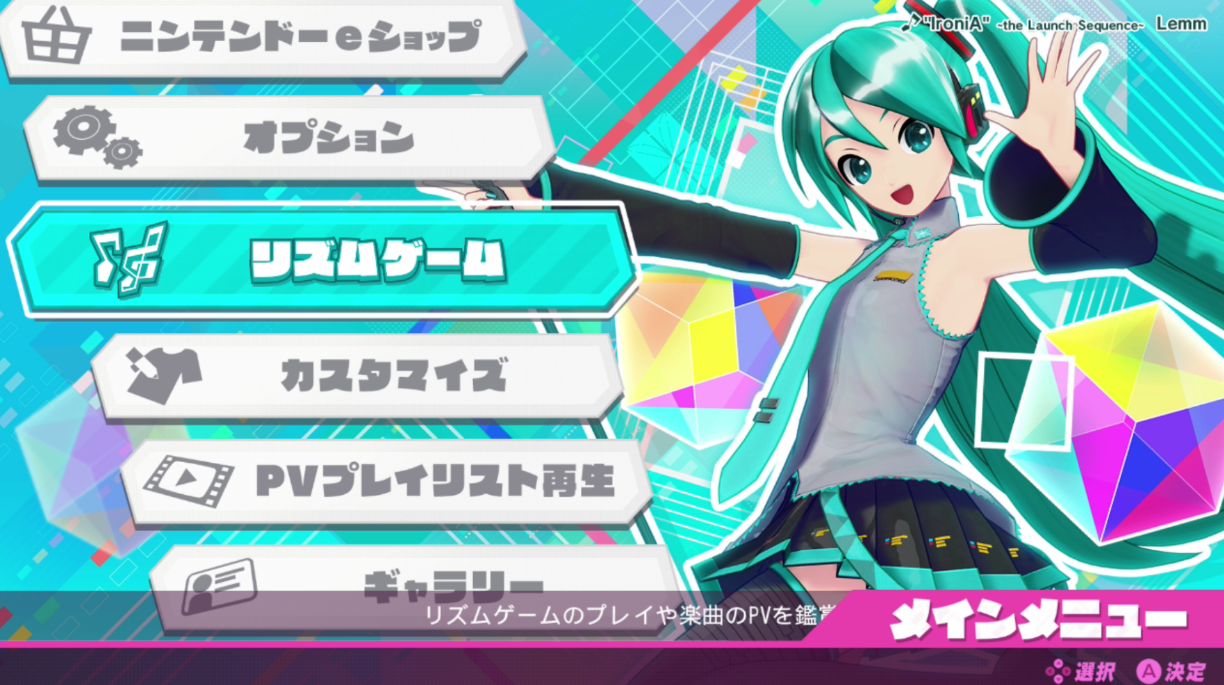 ♪"IroniA" -the Launch Sequence- Lemm
ニンテンドーeショップ
オプション
リズムゲーム
カスタマイズ
PVプレイリスト再生
ギャラリー
リズムゲームのプレイや楽曲のPVを鑑賞
メインメニュー
選択 A決定